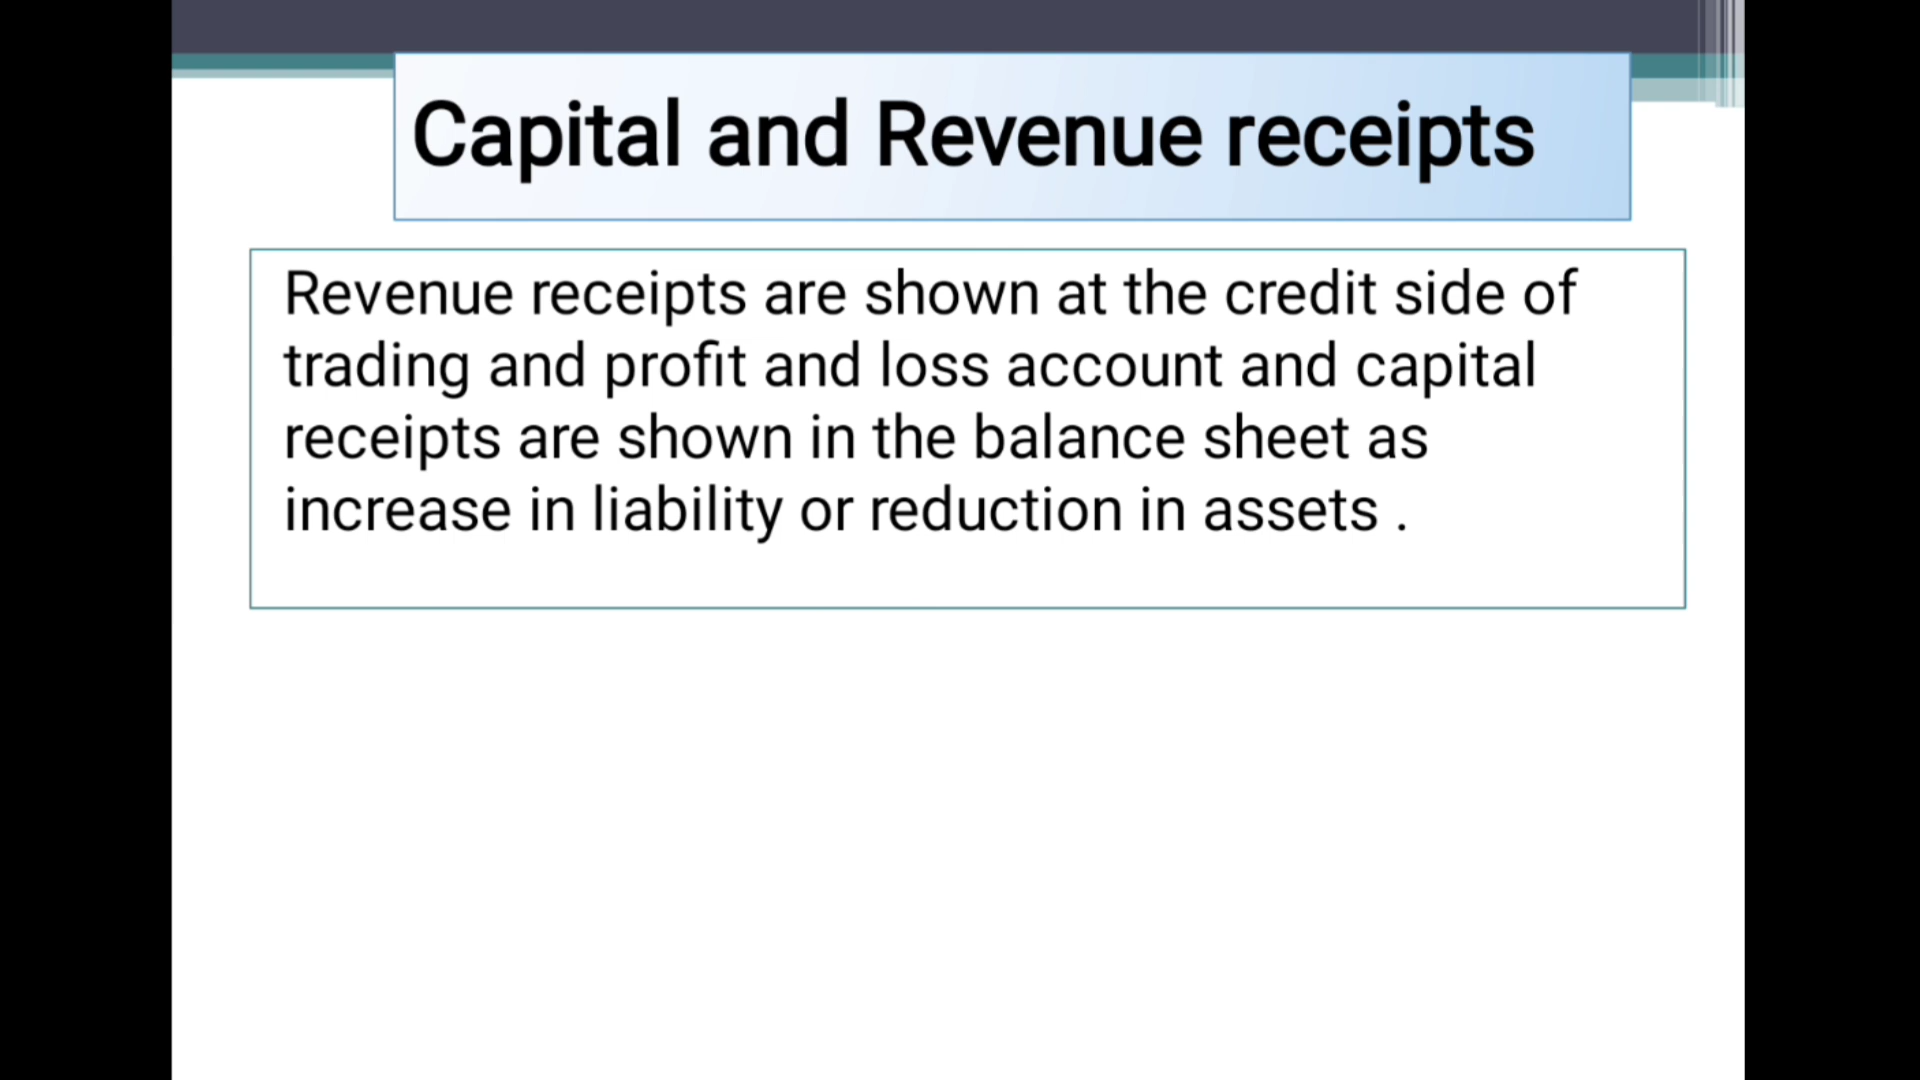 Capital and Revenue receipts
Revenue receipts are shown at the credit side of
trading and profit and loss account and capital
receipts are shown in the balance sheet as
increase in liability or reduction in assets .